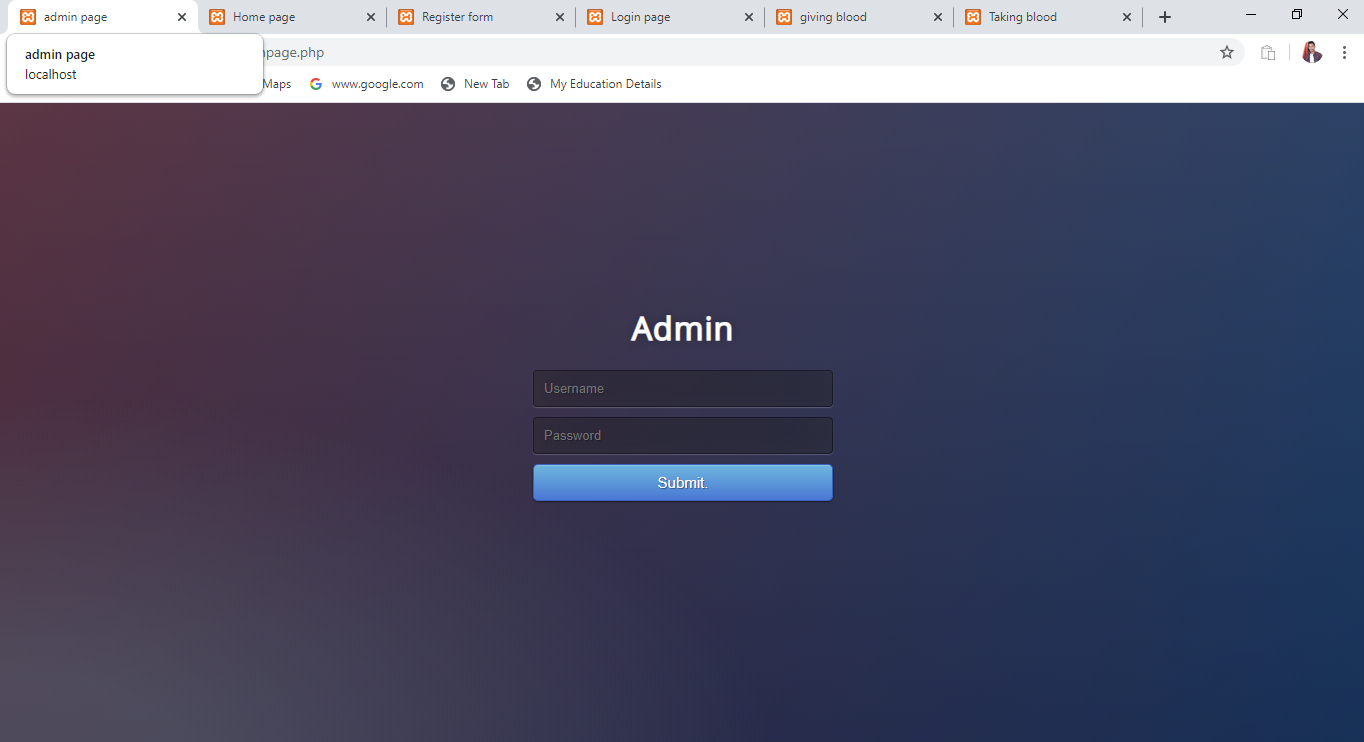 admin page
Home page
Register form
Login page
giving blood
Taking blood
admin page
localhost
page.php
Maps
www.google.com
New Tab
My Education Details
Admin
Username
Password
Submit.